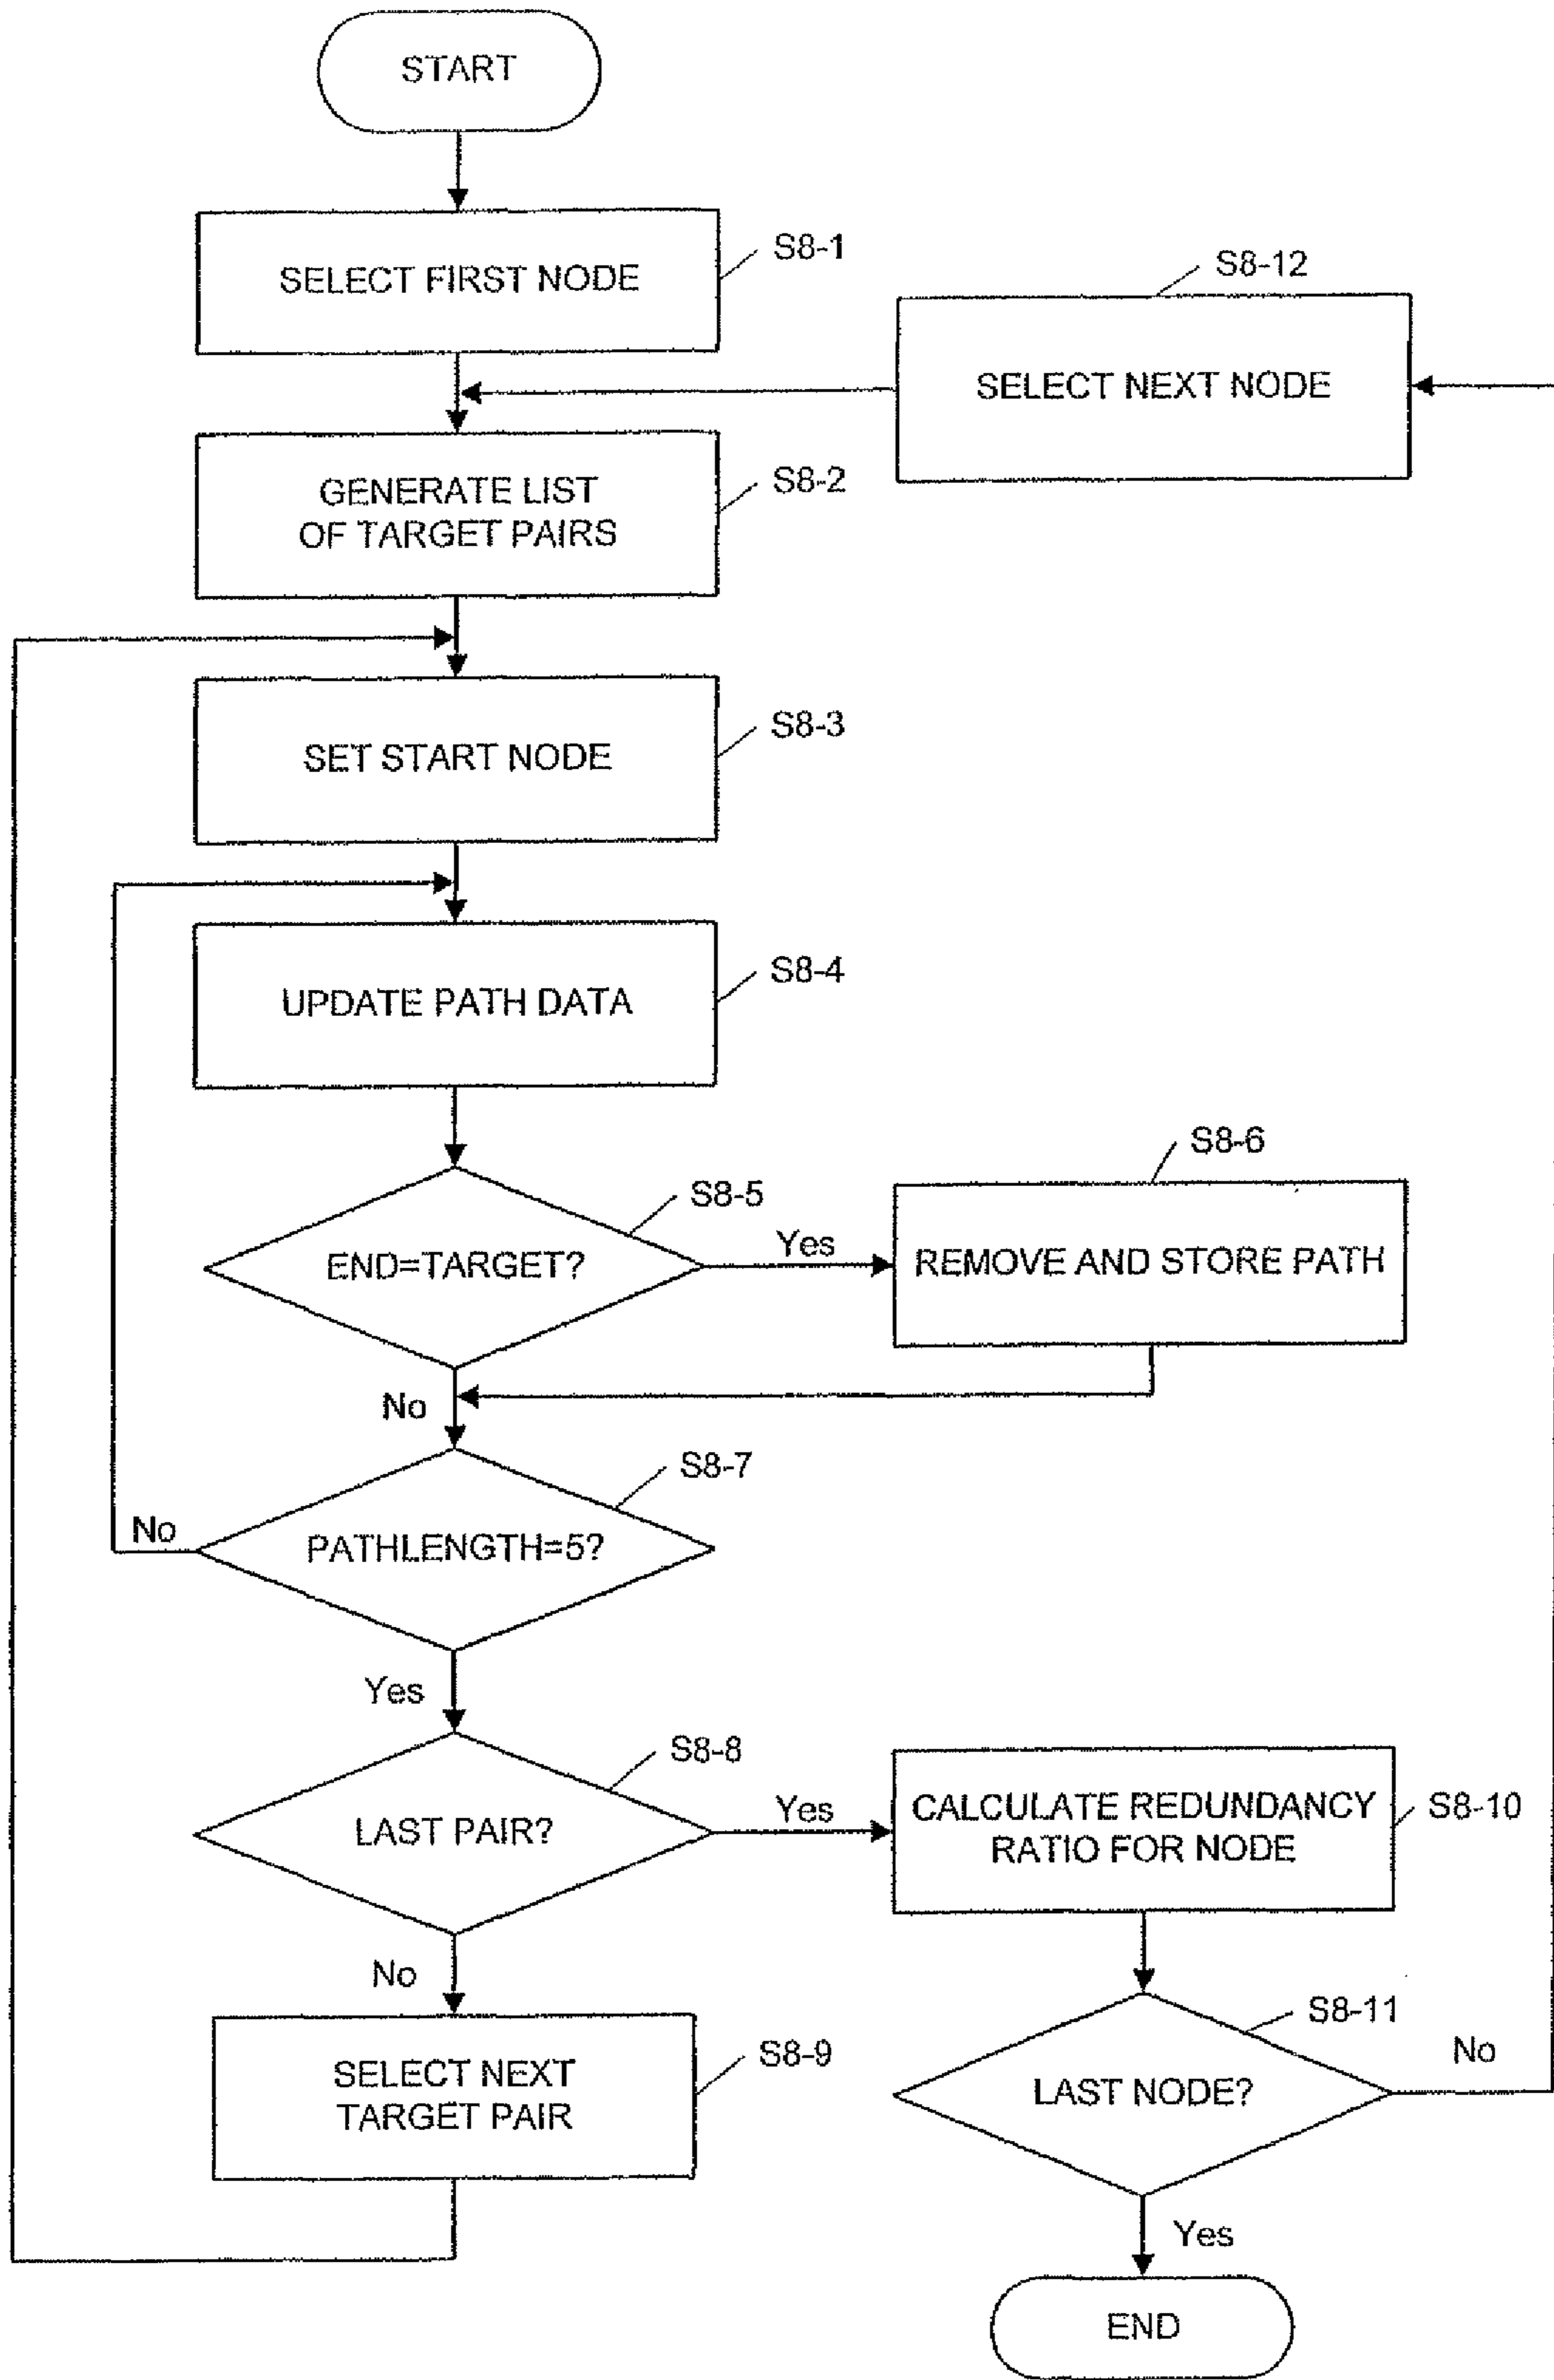 START
SELECT FIRST NODE
S8-1
S8-12
SELECT NEXT NODE
GENERATE LIST
OF TARGET PAIRS
S8-2
SET START NODE
S8-3
UPDATE PATH DATA
S8-4
END=TARGET?
S8-5
Yes
S8-6
REMOVE AND STORE PATH
No
S8-7
PATHLENGTH=5?
No
Yes
S8-8
LAST PAIR?
Yes
CALCULATE REDUNDANCY
RATIO FOR NODE
S8-10
No
SELECT NEXT
TARGET PAIR
S8-9
S8-11
LAST NODE?
No
Yes
END